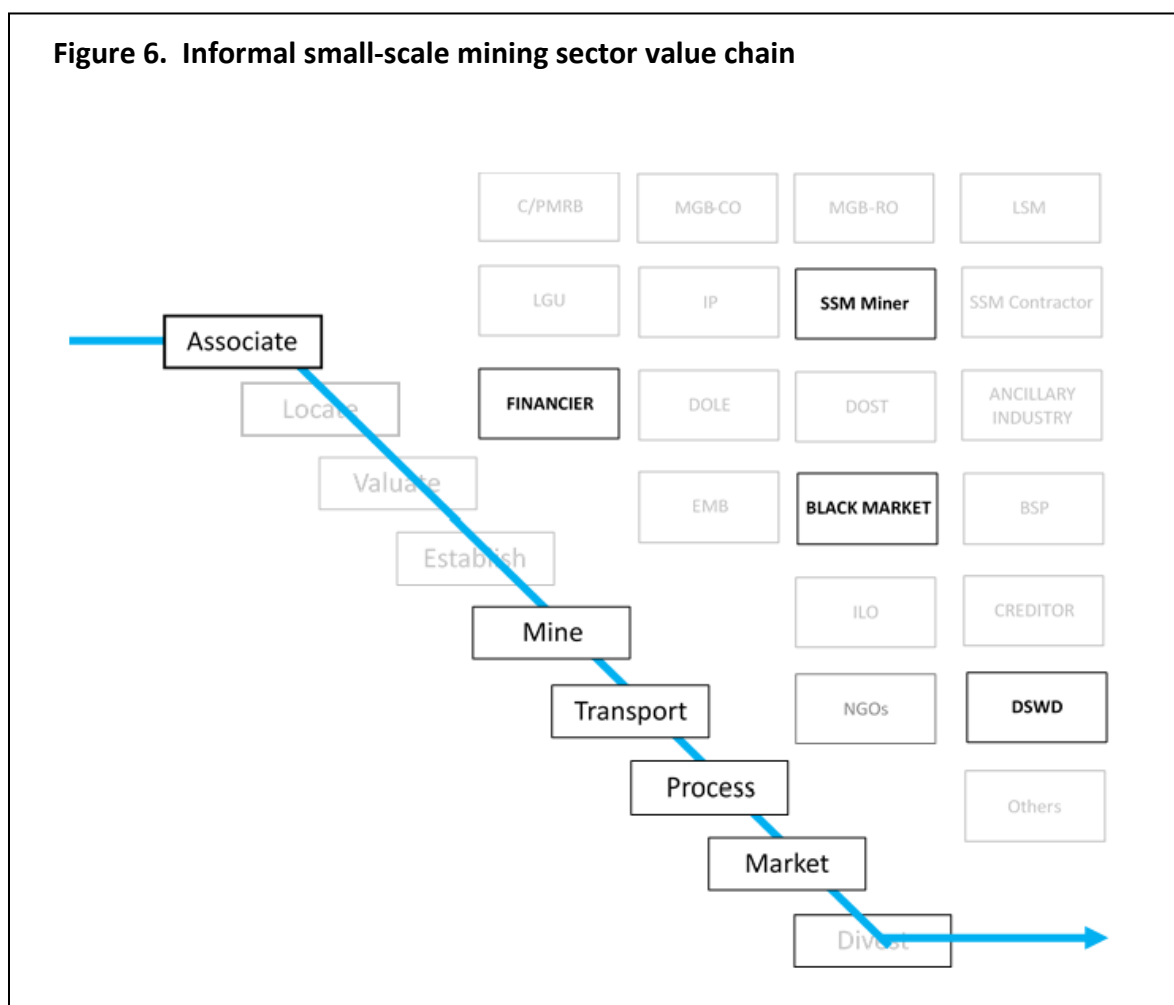 Figure 6. Informal small-scale mining sector value chain
C/PMRB
MGB-CO
MGB-RO
LSM
LGU
IP
SSM Miner
SSM Contractor
Associate
Locate
FINANCIER
DOLE
DOST
ANCILLARY
INDUSTRY
Valuate
EMB
BLACK MARKET
BSP
Establish
Mine
ILO
CREDITOR
Transport
NGOs
DSWD
Process
Others
Market
Divest